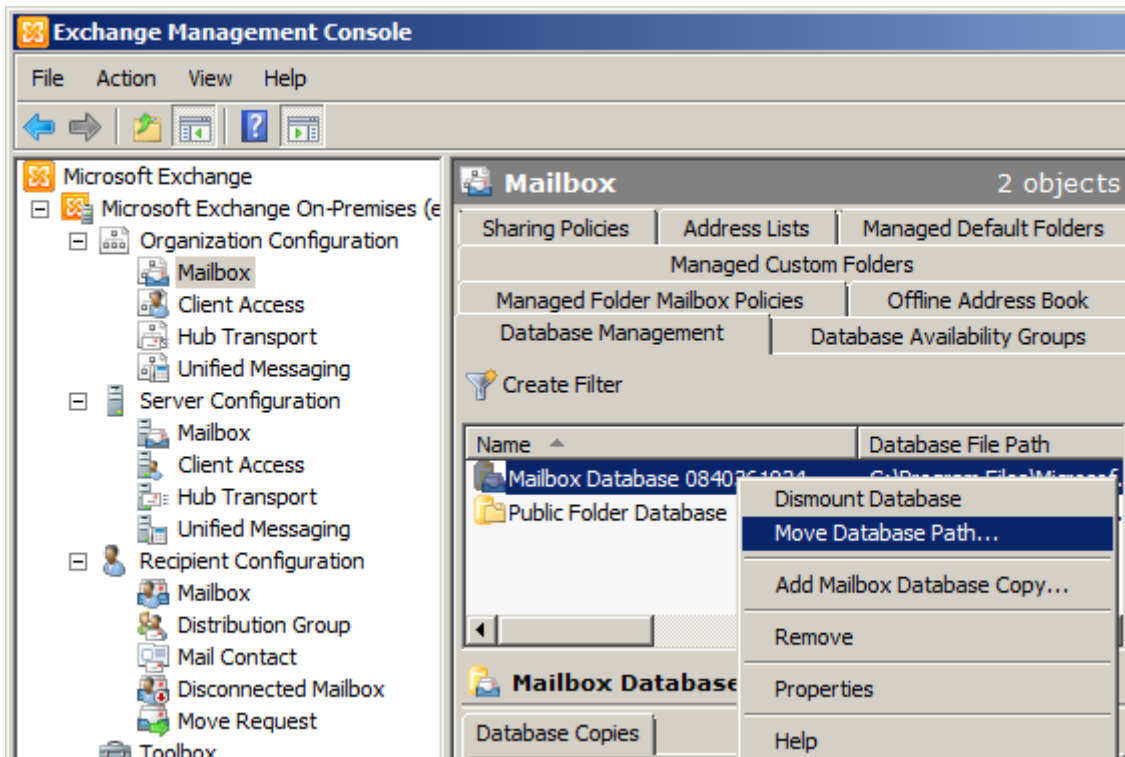 Exchange Management Console
File Action View Help
Microsoft Exchange
Microsoft Exchange On-Premises (e
Organization Configuration
Mailbox
Client Access
Hub Transport
Unified Messaging
Server Configuration
Mailbox
Client Access
Hub Transport
Unified Messaging
Recipient Configuration
Mailbox
Distribution Group
Mail Contact
Disconnected Mailbox
Move Request
Toolbox
Mailbox 2 objects
Sharing Policies Address Lists Managed Default Folders
Managed Custom Folders
Managed Folder Mailbox Policies Offline Address Book
Database Management Database Availability Groups
Create Filter
Name Database File Path
Mailbox Database
Public Folder Database
Dismount Database
Move Database Path...
Add Mailbox Database Copy...
Remove
Properties
Help
Mailbox Database
Database Copies